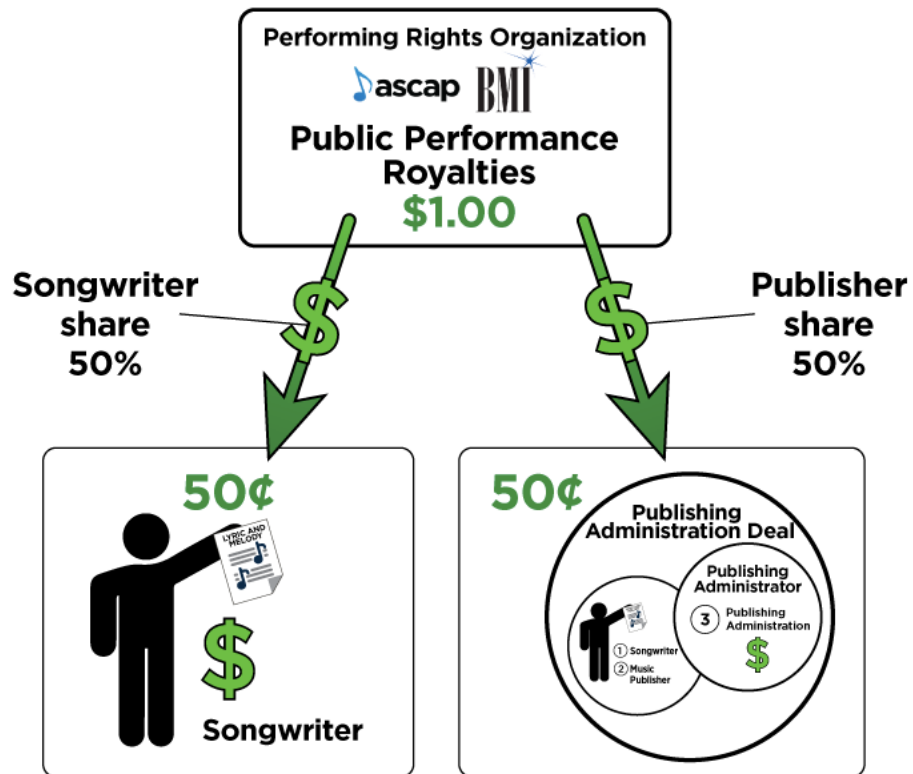 Performing Rights Organization
ascap BMI
Public Performance
Royalties
$1.00
Songwriter
share
50%
Publisher
share
50%
$
$
50¢
LYRIC AND
MELODY
$
Songwriter
50¢
Publishing
Administration Deal
Publishing
Administrator
3 Publishing
Administration
$
1 Songwriter
2 Music
Publisher